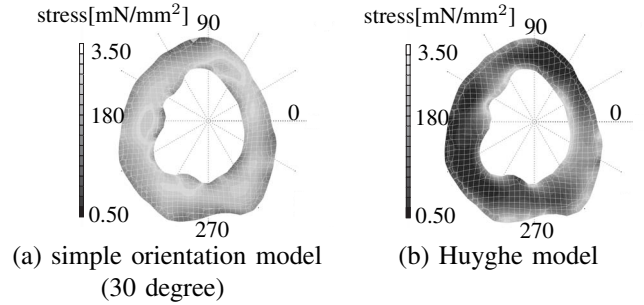 stress[mN/mm²] 90
3.50
180 0
0.50
270
(a) simple orientation model
(30 degree)
stress[mN/mm²] 90
3.50
180 0
0.50
270
(b) Huyghe model